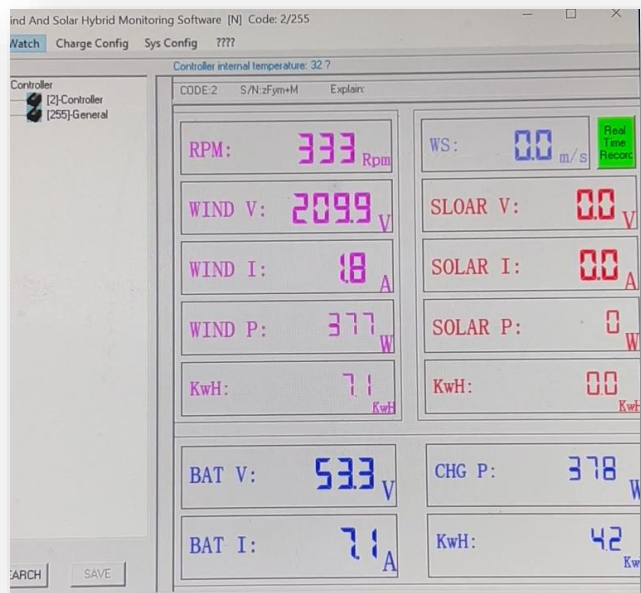 ind And Solar Hybrid Monitoring Software [N] Code: 2/255
Watch Charge Config Sys Config ????
Controller internal temperature: 32 ?
Controller
[2]-Controller
[255]-General
CODE:2 S/N:zFym+M Explain:
RPM: 333 Rpm
WS: 0.0 m/s
Real
Time
Record
WIND V: 209.9 V
SLOAR V: 0.0 V
WIND I: 1.8 A
SOLAR I: 0.0 A
WIND P: 377 W
SOLAR P: 0 W
KwH: 7.1 KwH
KwH: 0.0 KwH
BAT V: 53.3 V
CHG P: 378 W
BAT I: 7.1 A
KwH: 4.2 Kw
EARCH SAVE